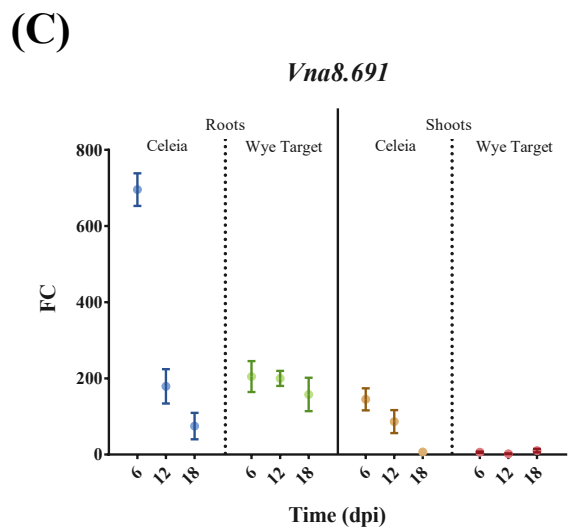 (C)
Vna8.691
Roots Shoots
Celeia Wye Target Celeia Wye Target
800
600
400
200
0
FC
6 12 18 6 12 18 6 12 18 6 12 18
Time (dpi)